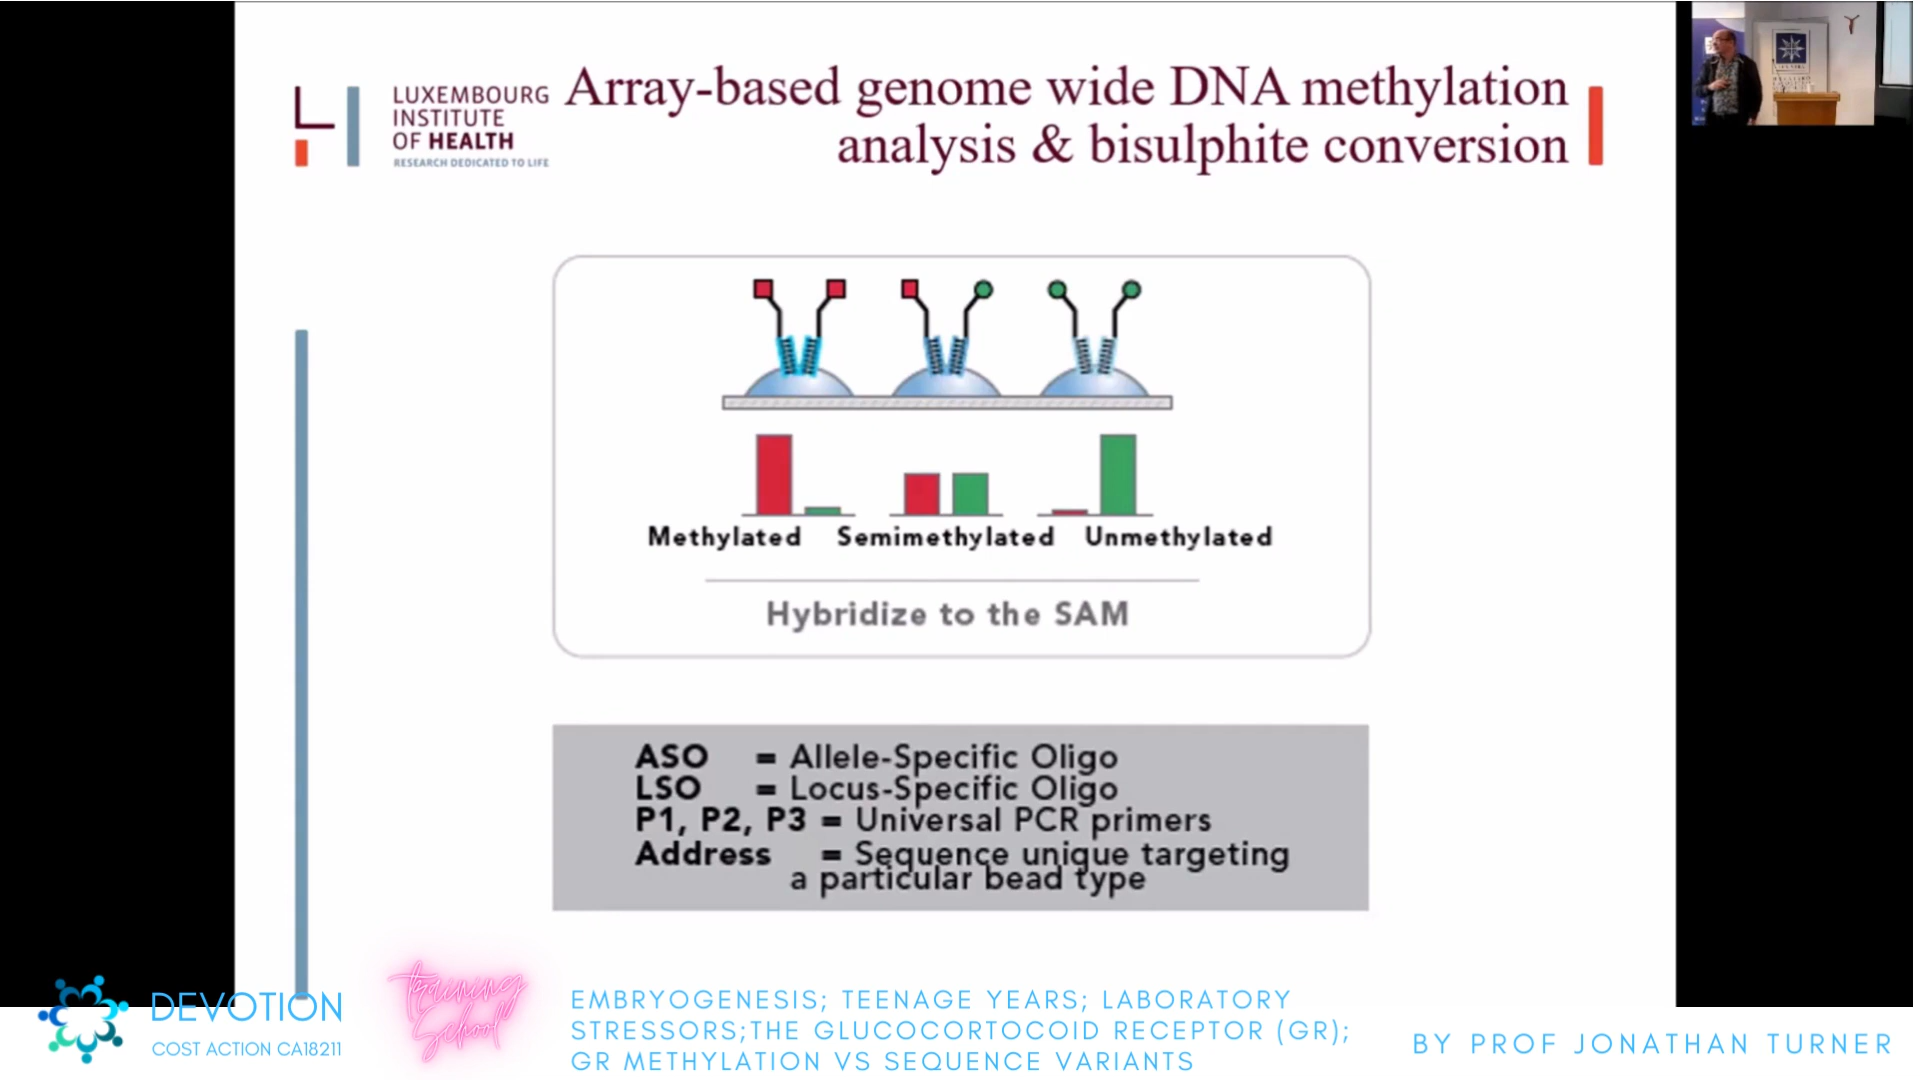 LUXEMBOURG
INSTITUTE
OF HEALTH
RESEARCH DEDICATED TO LIFE
Array-based genome wide DNA methylation
analysis & bisulphite conversion
Methylated Semimethylated Unmethylated
Hybridize to the SAM
ASO = Allele-Specific Oligo
LSO = Locus-Specific Oligo
P1, P2, P3 = Universal PCR primers
Address = Sequence unique targeting
a particular bead type
DEVOTION
COST ACTION CA18211
Training
School
EMBRYOGENESIS; TEENAGE YEARS; LABORATORY
STRESSORS;THE GLUCOCORTOCOID RECEPTOR (GR);
GR METHYLATION VS SEQUENCE VARIANTS
BY PROF JONATHAN TURNER